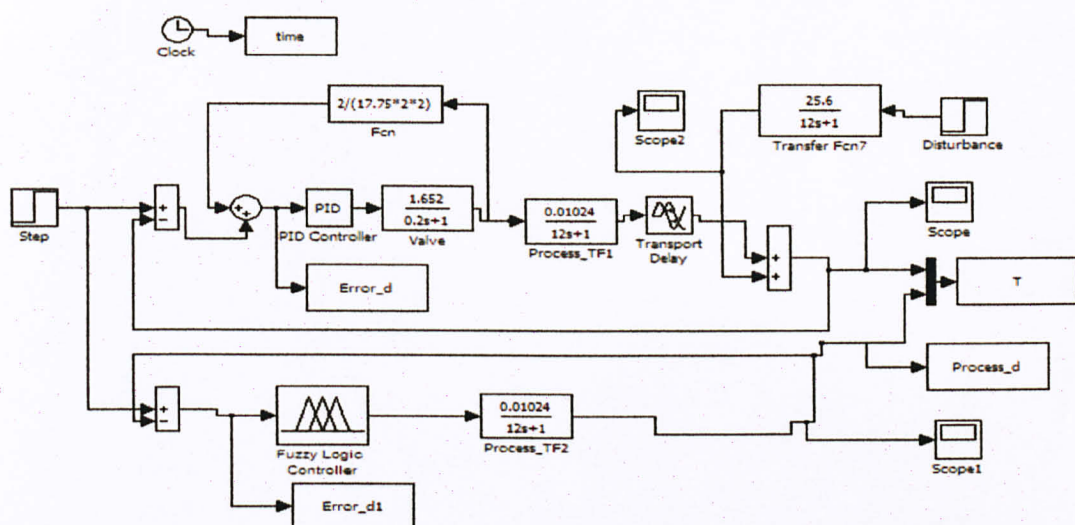 Clock
time
2/(17.75*2*2)
Fcn
Scope2
25.6
12s+1
Transfer Fcn7
Disturbance
Step
+
−
+
+
PID
PID Controller
1.652
0.2s+1
Valve
0.01024
12s+1
Process_TF1
Transport
Delay
+
+
Scope
T
Error_d
Process_d
+
−
Fuzzy Logic
Controller
0.01024
12s+1
Process_TF2
Scope1
Error_d1